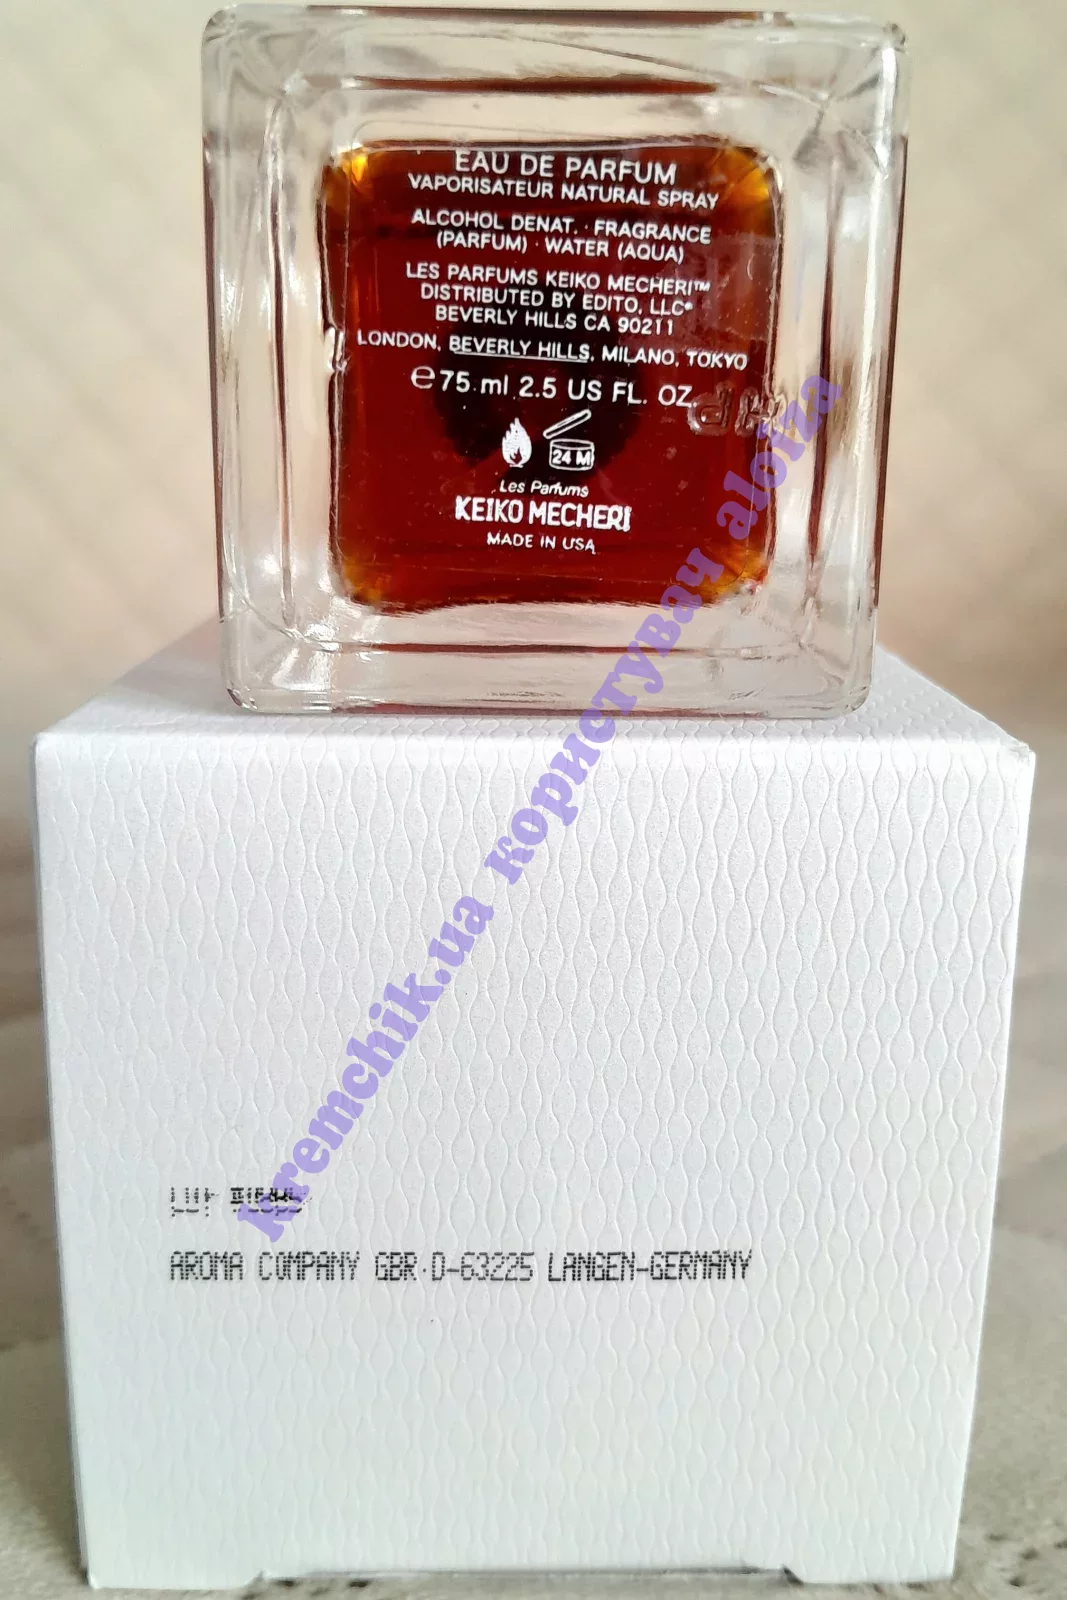 EAU DE PARFUM
VAPORISATEUR NATURAL SPRAY
ALCOHOL DENAT. · FRAGRANCE
(PARFUM) · WATER (AQUA)
LES PARFUMS KEIKO MECHERI™
DISTRIBUTED BY EDITO, LLC®
BEVERLY HILLS CA 90211
LONDON, BEVERLY HILLS, MILANO, TOKYO
℮75 ml 2.5 US FL. OZ.
24 M
Les Parfums
KEIKO MECHERI
MADE IN USA
kremchik.ua користувач aloiza
AROMA COMPANY GBR·D-63225 LANGEN-GERMANY